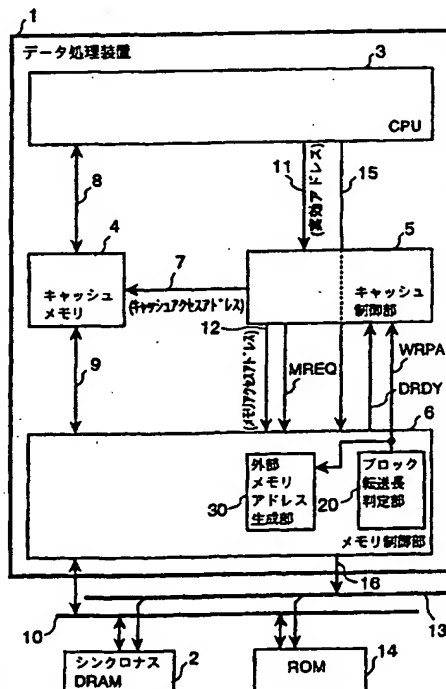 1
データ処理装置
3
CPU
8
11
(実効アドレス)
15
4
5
7
キャッシュ
メモリ
(キャッシュアクセスアドレス)
キャッシュ
制御部
12
9
(メモリアクセスアドレス)
MREQ
WRPA
DRDY
6
外部
メモリ
アドレス
生成部
30
ブロック
転送長
判定部
20
メモリ制御部
16
10
13
シンクロナス
DRAM
2
ROM
14